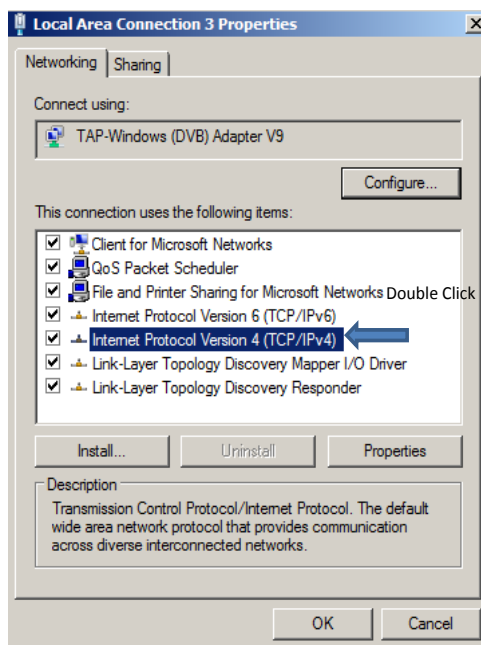 Local Area Connection 3 Properties
Networking
Sharing
Connect using:
TAP-Windows (DVB) Adapter V9
Configure...
This connection uses the following items:
Client for Microsoft Networks
QoS Packet Scheduler
File and Printer Sharing for Microsoft Networks Double Click
Internet Protocol Version 6 (TCP/IPv6)
Internet Protocol Version 4 (TCP/IPv4)
Link-Layer Topology Discovery Mapper I/O Driver
Link-Layer Topology Discovery Responder
Install...
Uninstall
Properties
Description
Transmission Control Protocol/Internet Protocol. The default
wide area network protocol that provides communication
across diverse interconnected networks.
OK
Cancel